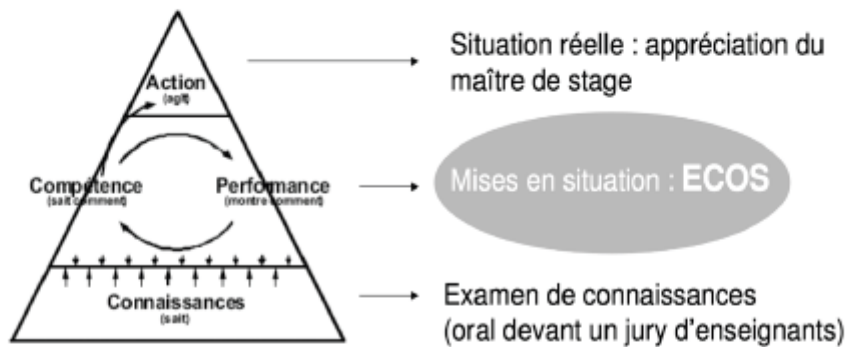 Action
(agit)
Situation réelle : appréciation du
maître de stage
Compétence
(sait comment)
Performance
(montre comment)
Mises en situation : ECOS
Connaissances
(sait)
Examen de connaissances
(oral devant un jury d'enseignants)